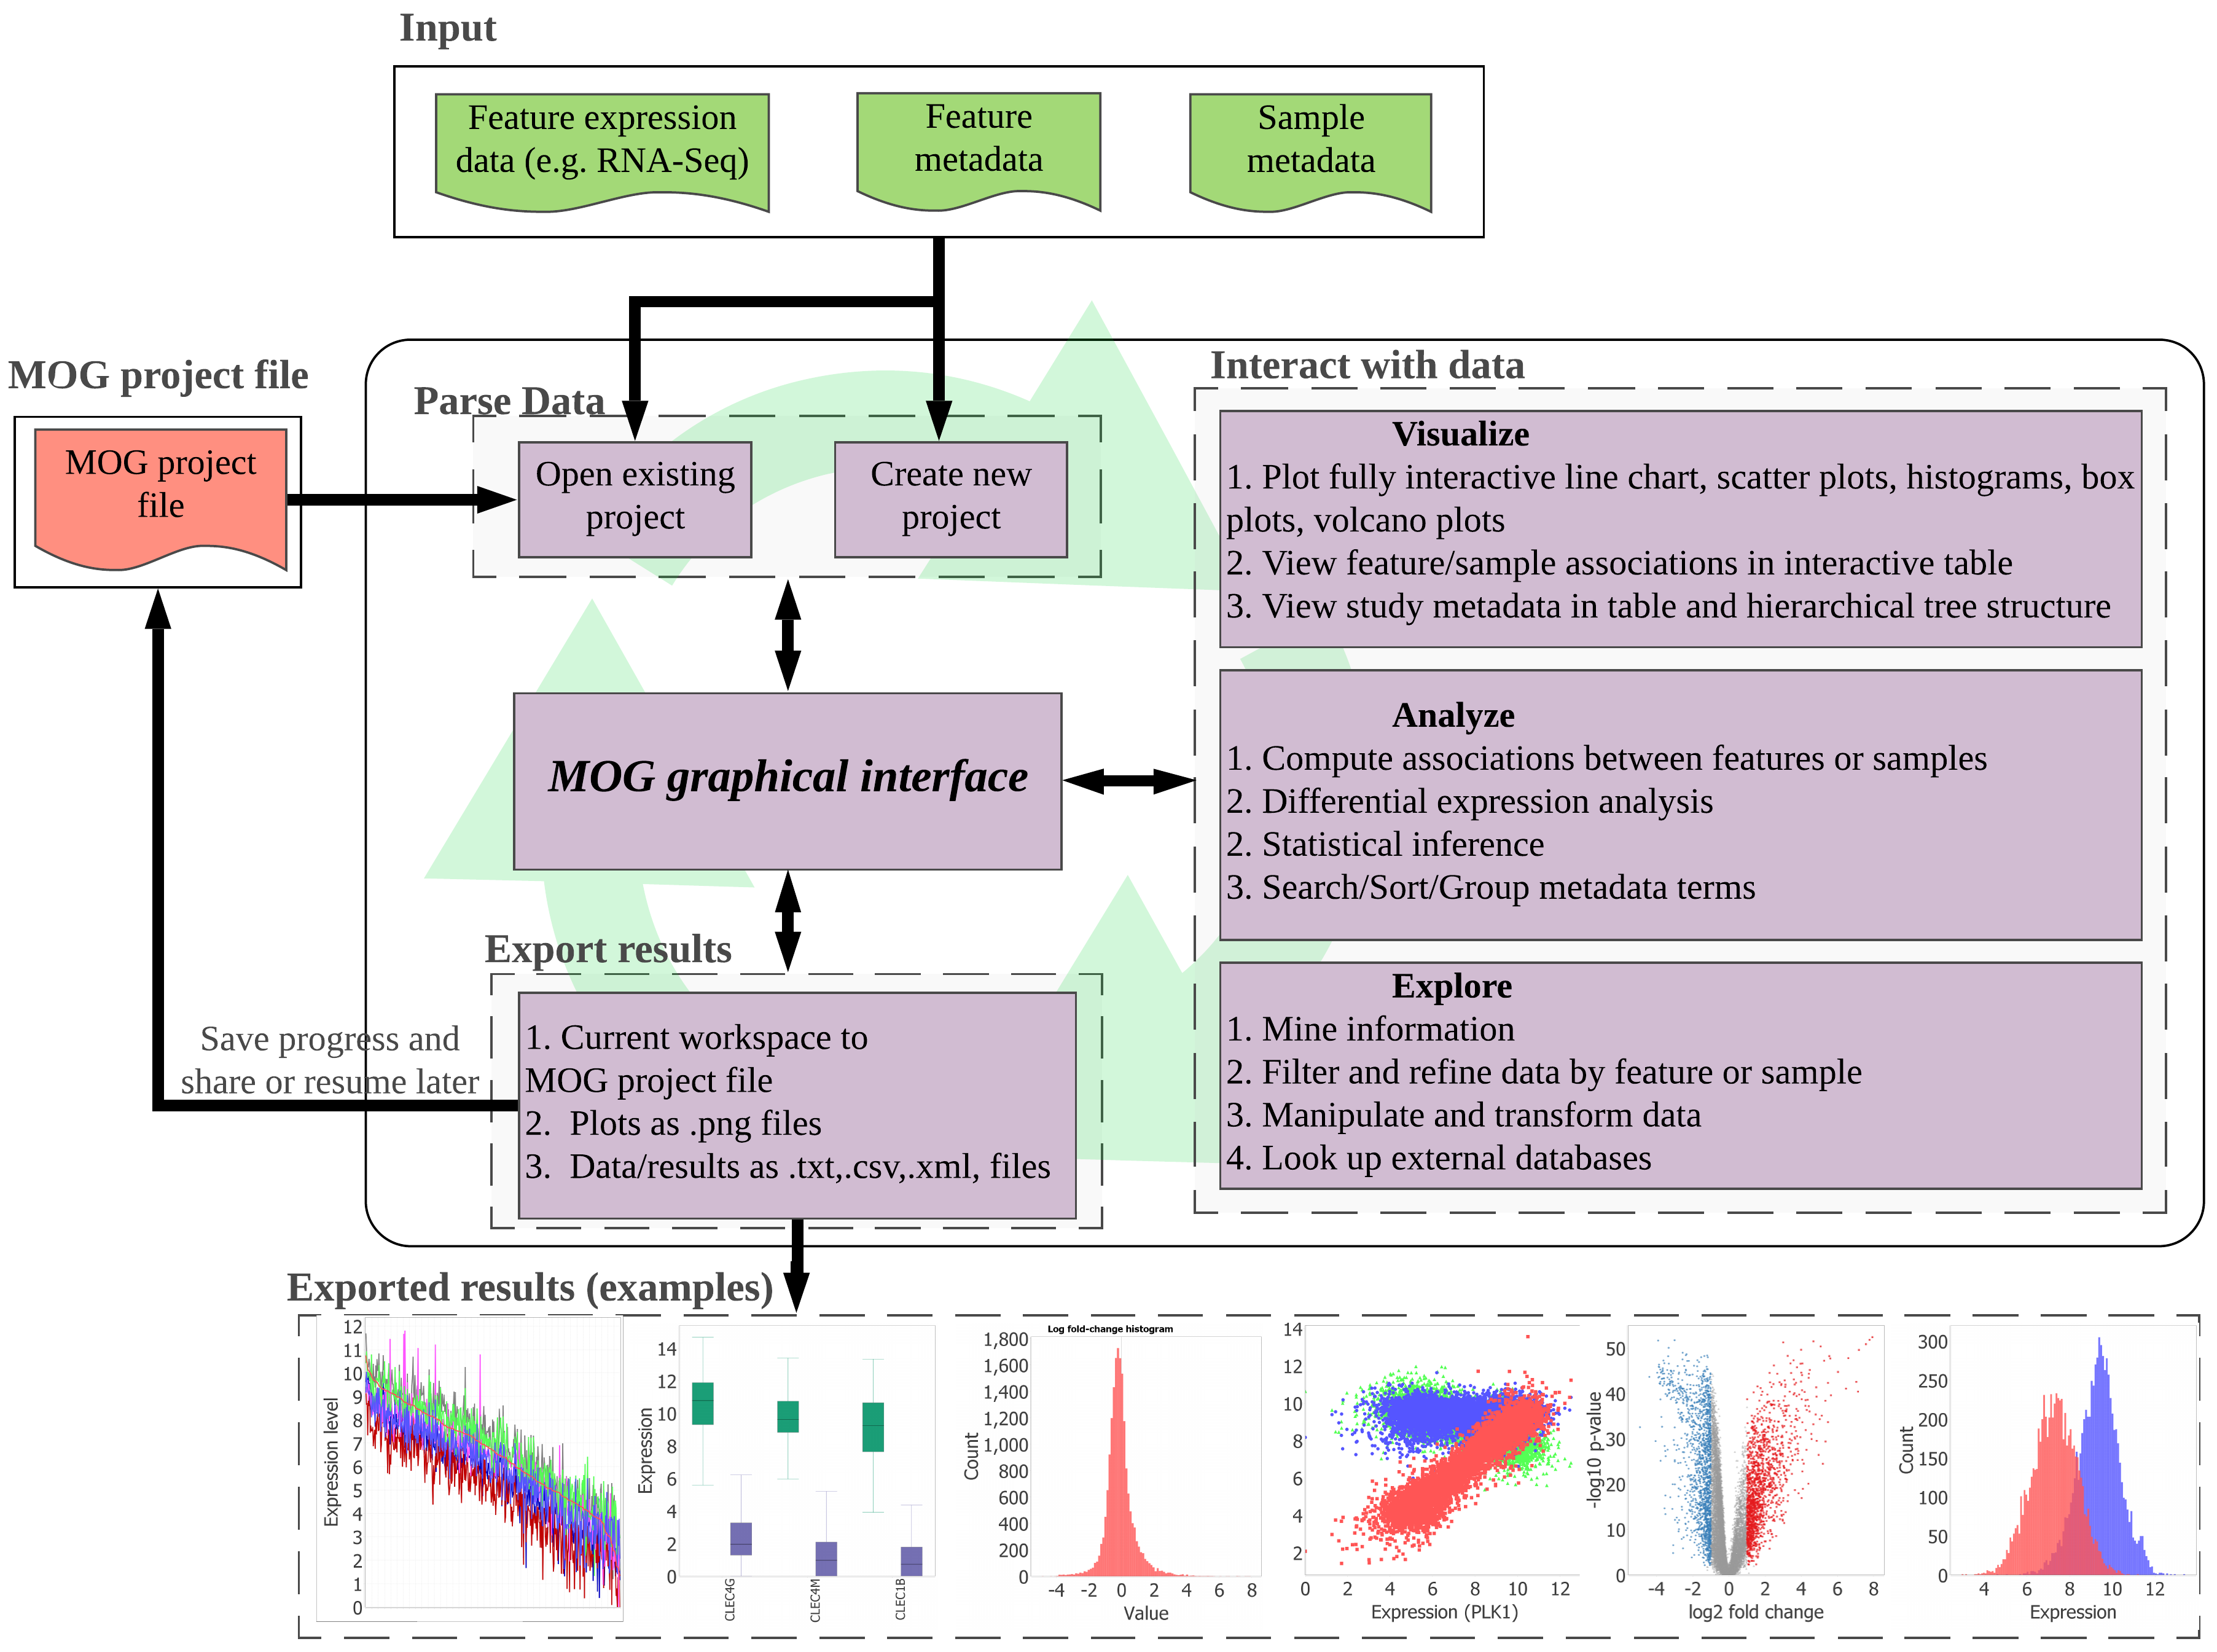 Input
Feature expression
data (e.g. RNA-Seq)
Feature
metadata
Sample
metadata
MOG project file
MOG project
file
Parse Data
Open existing
project
Create new
project
MOG graphical interface
Interact with data
Visualize
1. Plot fully interactive line chart, scatter plots, histograms, box
plots, volcano plots
2. View feature/sample associations in interactive table
3. View study metadata in table and hierarchical tree structure
Analyze
1. Compute associations between features or samples
2. Differential expression analysis
2. Statistical inference
3. Search/Sort/Group metadata terms
Explore
1. Mine information
2. Filter and refine data by feature or sample
3. Manipulate and transform data
4. Look up external databases
Export results
1. Current workspace to
MOG project file
2. Plots as .png files
3. Data/results as .txt,.csv,.xml, files
Save progress and
share or resume later
Exported results (examples)
Expression level
12
11
10
9
8
7
6
5
4
3
2
1
0
Expression
14
12
10
8
6
4
2
0
CLEC4G
CLEC4M
CLEC1B
Log fold-change histogram
Count
1,800
1,600
1,400
1,200
1,000
800
600
400
200
0
-4 -2 0 2 4 6 8
Value
14
12
10
8
6
4
2
0 2 4 6 8 10 12
Expression (PLK1)
-log10 p-value
50
40
30
20
10
0
-4 -2 0 2 4 6 8
log2 fold change
Count
300
250
200
150
100
50
0
4 6 8 10 12
Expression